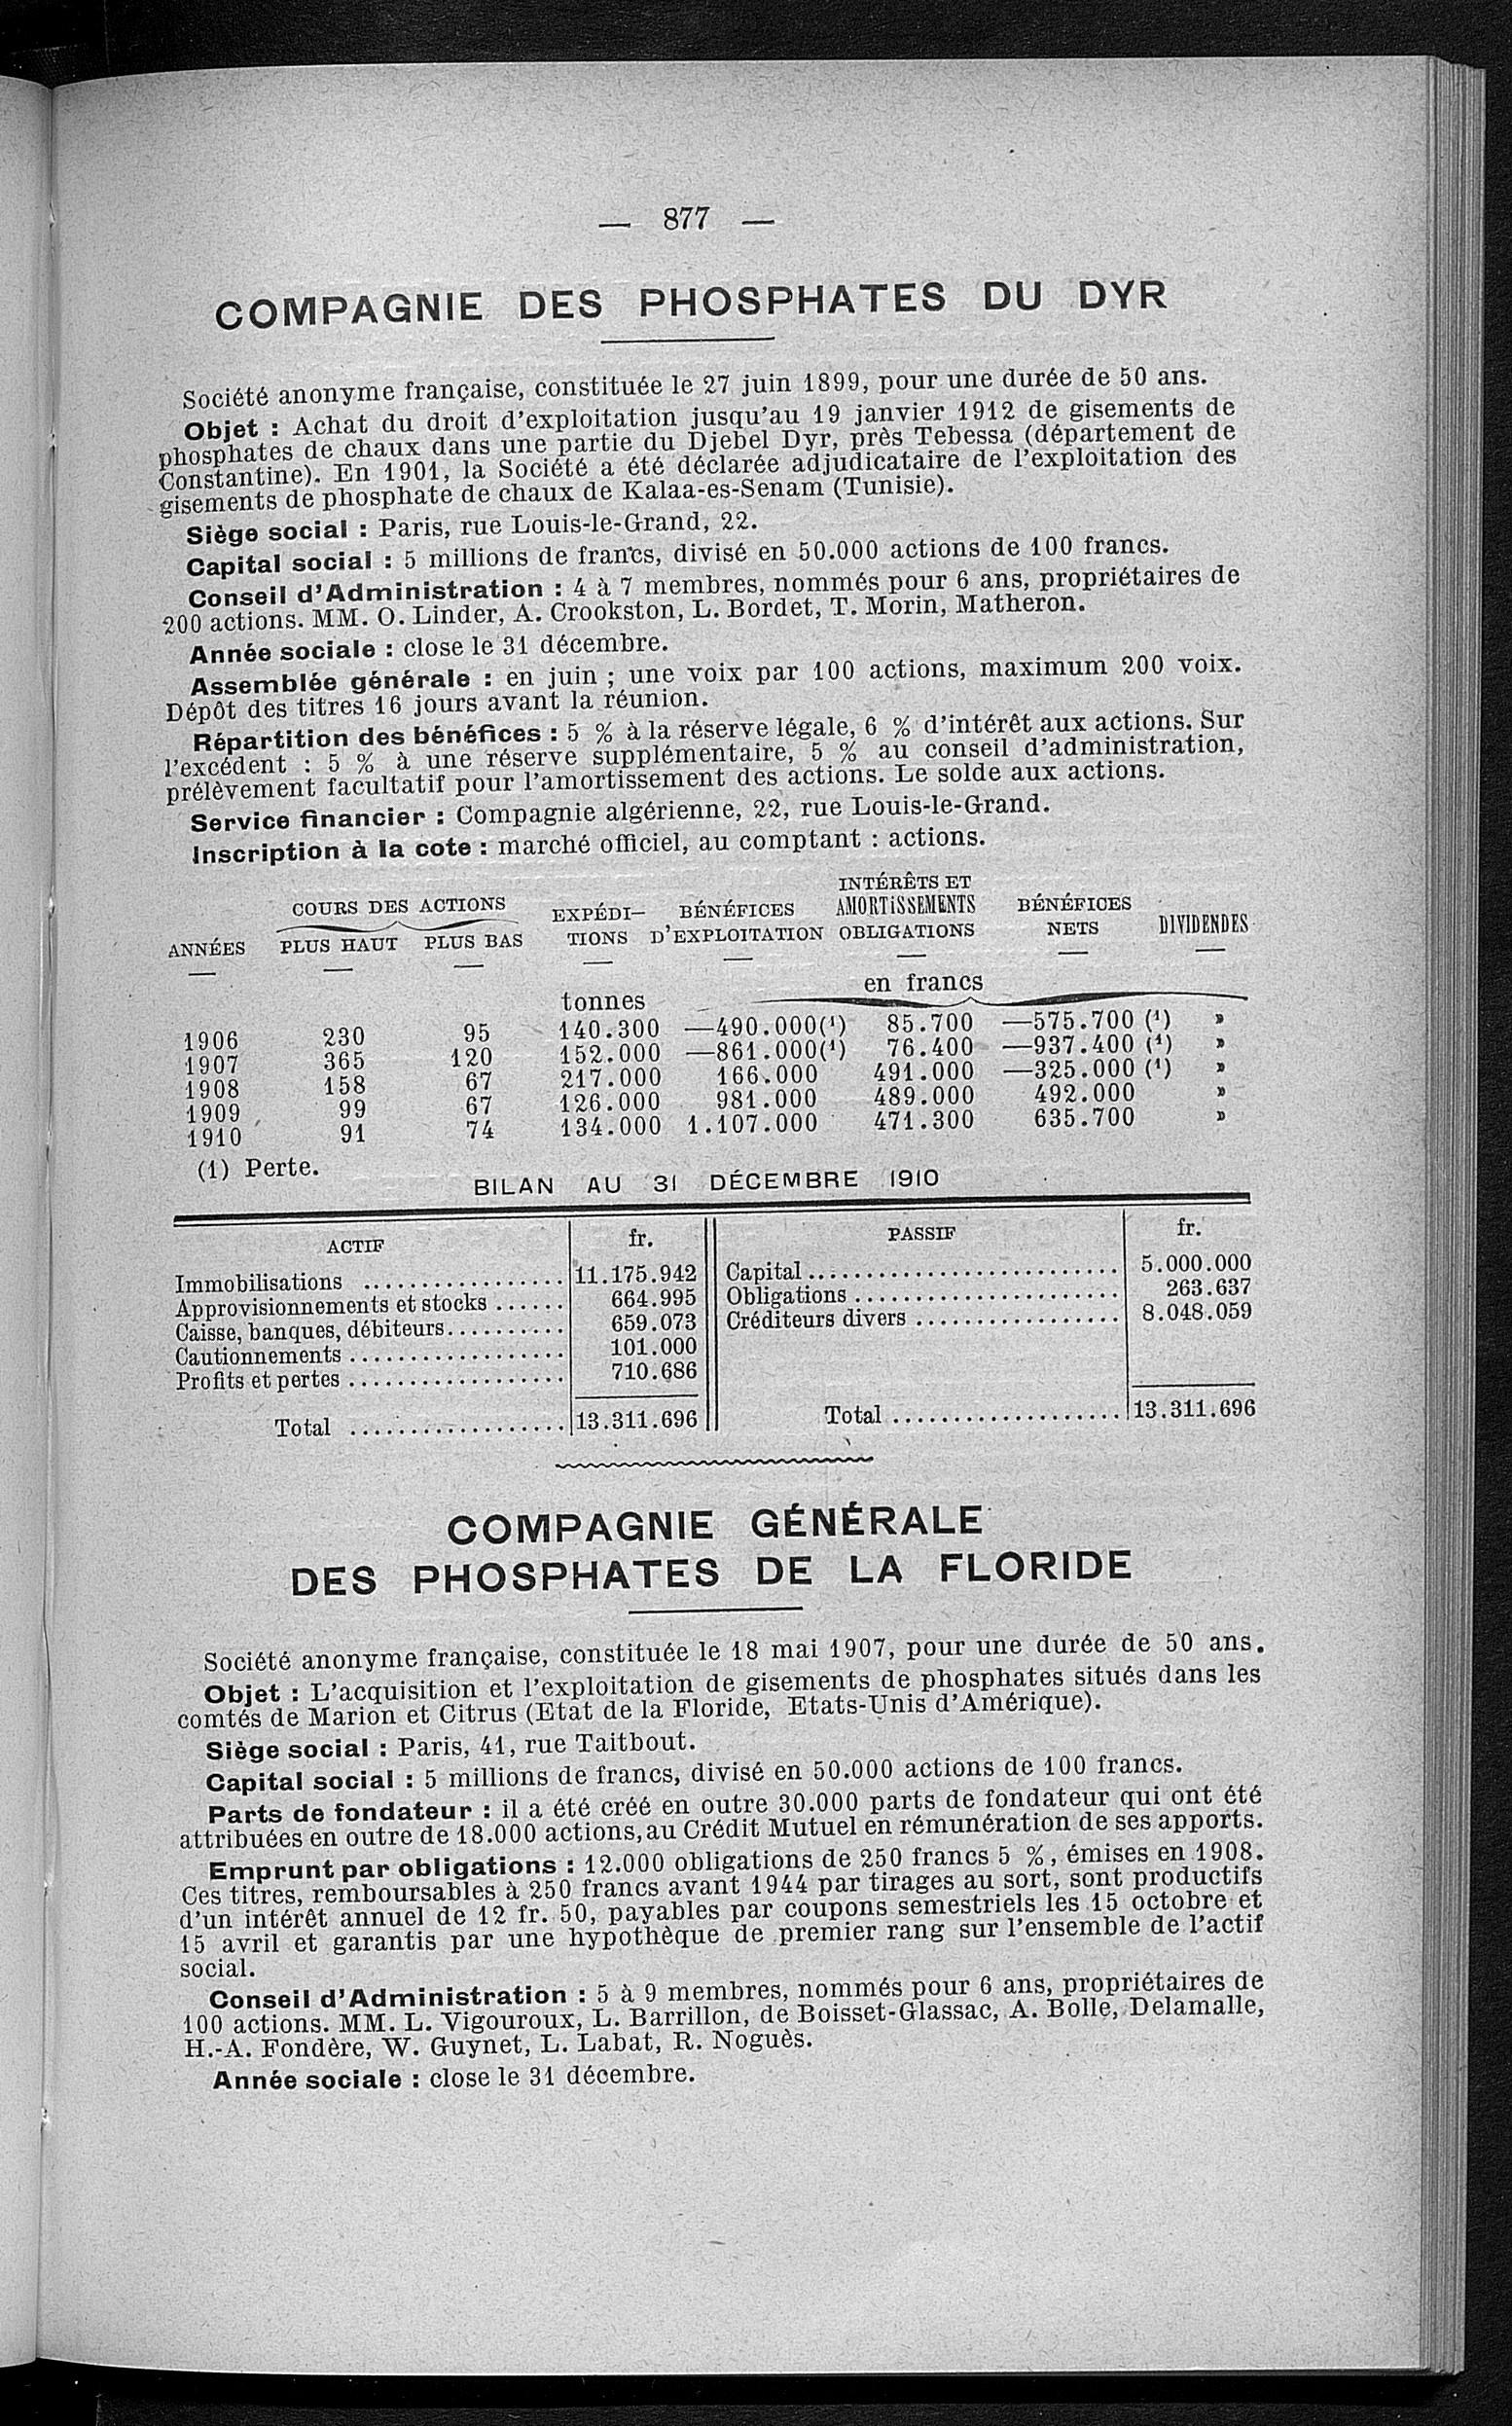 — 877 —
COMPAGNIE DES PHOSPHATES DU DYR
Société anonyme française, constituée le 27 juin 1899, pour une durée de 50 ans.
Objet : Achat du droit d'exploitation jusqu'au 19 janvier 1912 de gisements de
phosphates de chaux dans une partie du Djebel Dyr, près Tebessa (département de
Constantine). En 1901, la Société a été déclarée adjudicataire de l'exploitation des
gisements de phosphate de chaux de Kalaa-es-Senam (Tunisie).
Siège social : Paris, rue Louis-le-Grand, 22.
Capital social : 5 millions de francs, divisé en 50.000 actions de 100 francs.
Conseil d'Administration : 4 à 7 membres, nommés pour 6 ans, propriétaires de
200 actions. MM. O. Linder, A. Crookston, L. Bordet, T. Morin, Matheron.
Année sociale : close le 31 décembre.
Assemblée générale : en juin ; une voix par 100 actions, maximum 200 voix.
Dépôt des titres 16 jours avant la réunion.
Répartition des bénéfices : 5 % à la réserve légale, 6 % d'intérêt aux actions. Sur
l'excédent : 5 % à une réserve supplémentaire, 5 % au conseil d'administration,
prélèvement facultatif pour l'amortissement des actions. Le solde aux actions.
Service financier : Compagnie algérienne, 22, rue Louis-le-Grand.
Inscription à la cote : marché officiel, au comptant : actions.
INTÉRÊTS ET
COURS DES ACTIONS EXPÉDI- BÉNÉFICES AMORTISSEMENTS BÉNÉFICES
ANNÉES PLUS HAUT PLUS BAS TIONS D'EXPLOITATION OBLIGATIONS NETS DIVIDENDES
— — — — — — — —
tonnes en francs
1906 230 95 140.300 —490.000(1) 85.700 —575.700 (1) »
1907 365 120 152.000 —861.000(1) 76.400 —937.400 (1) »
1908 158 67 217.000 166.000 491.000 —325.000 (1) »
1909 99 67 126.000 981.000 489.000 492.000 »
1910 91 74 134.000 1.107.000 471.300 635.700 »
(1) Perte.
BILAN AU 31 DÉCEMBRE 1910
ACTIF fr. PASSIF fr.
Immobilisations ................. 11.175.942 Capital .......................... 5.000.000
Approvisionnements et stocks ...... 664.995 Obligations ...................... 263.637
Caisse, banques, débiteurs.......... 659.073 Créditeurs divers ................. 8.048.059
Cautionnements .................. 101.000
Profits et pertes .................. 710.686
Total .................. 13.311.696 Total ................... 13.311.696
COMPAGNIE GÉNÉRALE
DES PHOSPHATES DE LA FLORIDE
Société anonyme française, constituée le 18 mai 1907, pour une durée de 50 ans.
Objet : L'acquisition et l'exploitation de gisements de phosphates situés dans les
comtés de Marion et Citrus (Etat de la Floride, Etats-Unis d'Amérique).
Siège social : Paris, 41, rue Taitbout.
Capital social : 5 millions de francs, divisé en 50.000 actions de 100 francs.
Parts de fondateur : il a été créé en outre 30.000 parts de fondateur qui ont été
attribuées en outre de 18.000 actions, au Crédit Mutuel en rémunération de ses apports.
Emprunt par obligations : 12.000 obligations de 250 francs 5 %, émises en 1908.
Ces titres, remboursables à 250 francs avant 1944 par tirages au sort, sont productifs
d'un intérêt annuel de 12 fr. 50, payables par coupons semestriels les 15 octobre et
15 avril et garantis par une hypothèque de premier rang sur l'ensemble de l'actif
social.
Conseil d'Administration : 5 à 9 membres, nommés pour 6 ans, propriétaires de
100 actions. MM. L. Vigouroux, L. Barrillon, de Boisset-Glassac, A. Bolle, Delamalle,
H.-A. Fondère, W. Guynet, L. Labat, R. Noguès.
Année sociale : close le 31 décembre.